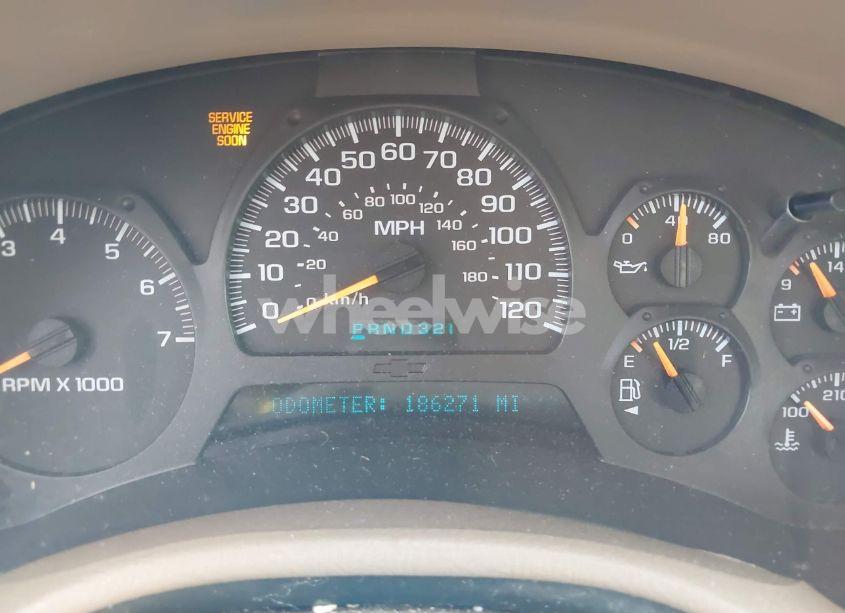 SERVICE
ENGINE
SOON
0 10 20 30 40 50 60 70 80 90 100 110 120
20 40 60 80 100 120 140 160 180
MPH
0 km/h
PRND321
wheelwise
ODOMETER: 186271 MI
3 4 5 6 7
RPM X 1000
0 40 80
E 1/2 F
9 14
100 210